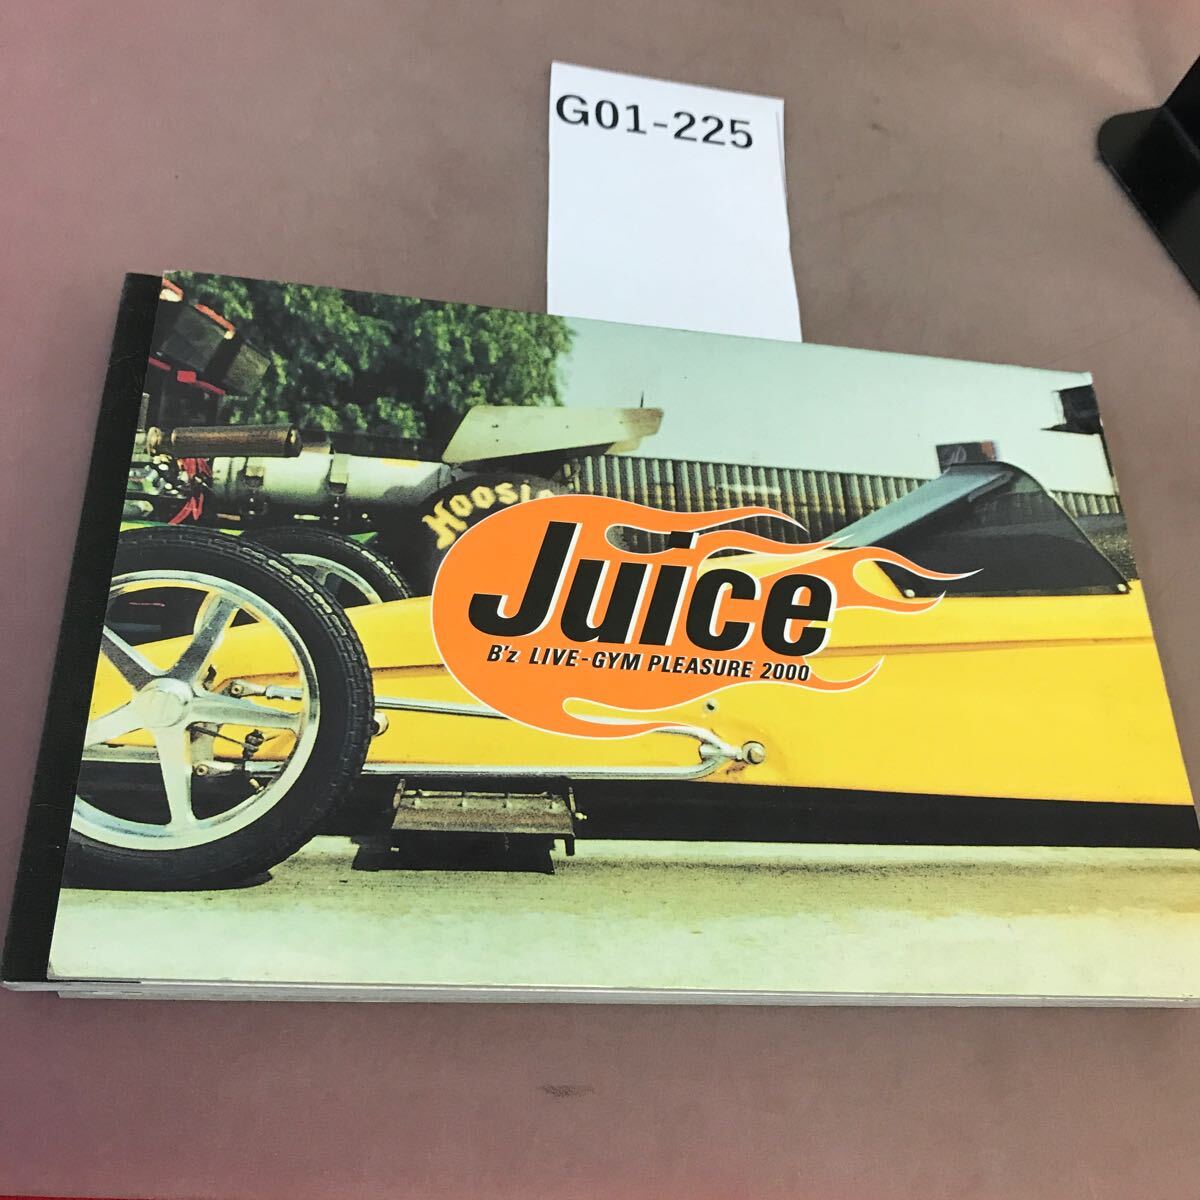 G01-225
Juice
B'z LIVE-GYM PLEASURE 2000